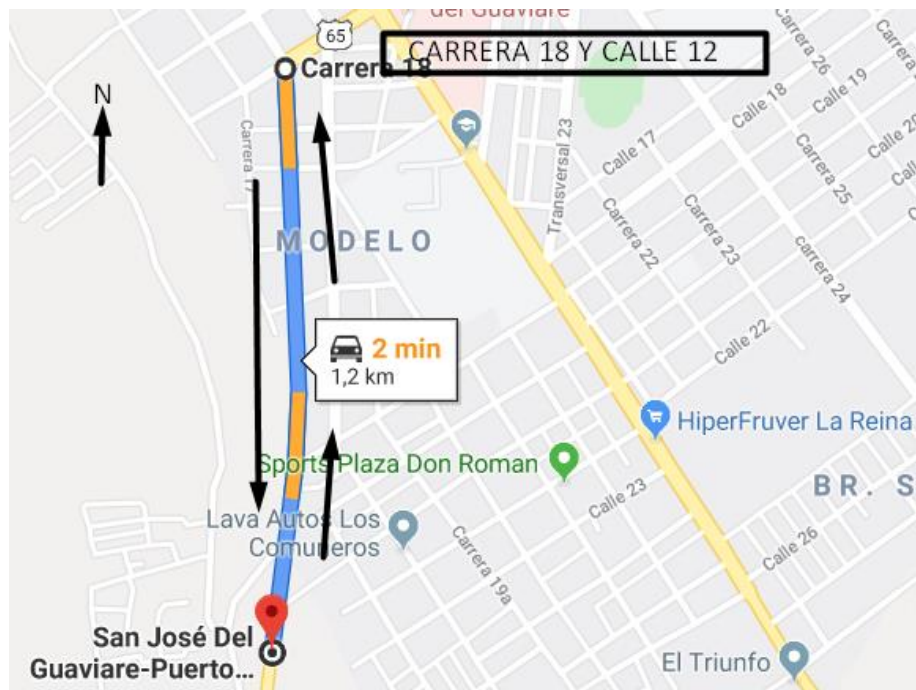 del Guaviare
65
CARRERA 18 Y CALLE 12
Carrera 18
N
Carrera 26
Calle 19
Calle 18
Calle 20
Calle 17
Transversal 23
Carrera 17
Carrera 25
Carrera 22
Carrera 23
carrera 24
MODELO
Calle 22
2 min
1,2 km
HiperFruver La Reina
Sports Plaza Don Roman
BR. S
Calle 23
Lava Autos Los
Comuneros
Calle 26
Carrera 19a
San José Del
Guaviare-Puerto...
El Triunfo